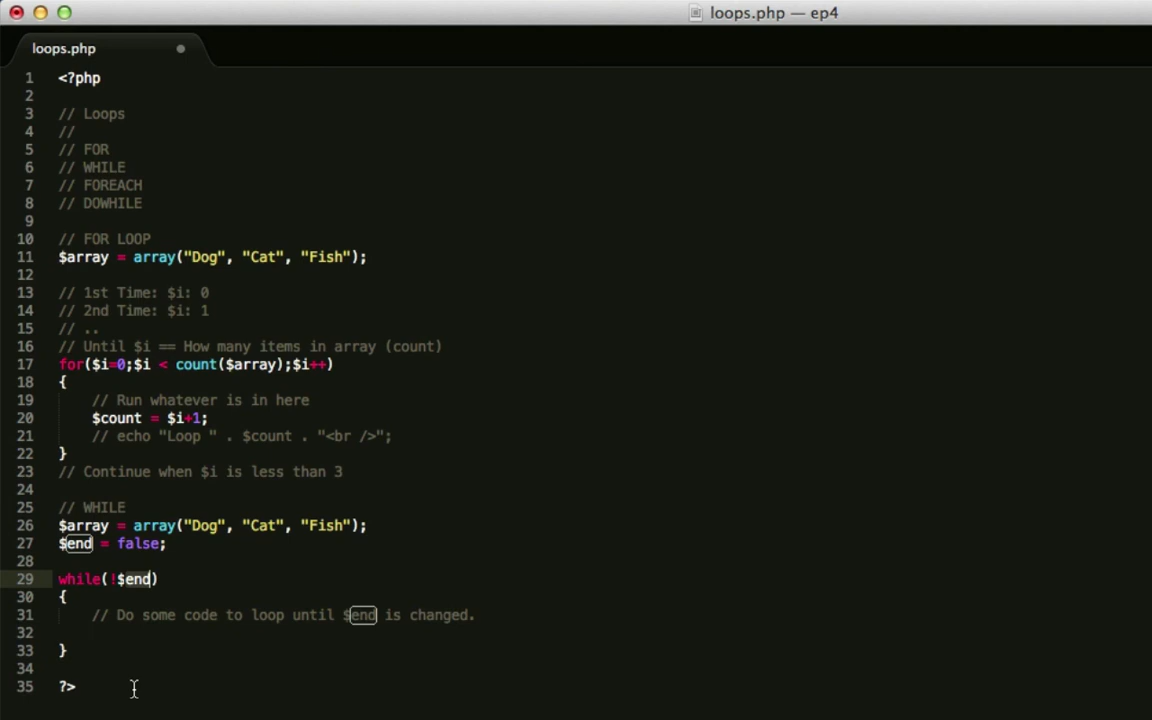 loops.php — ep4
loops.php
1 <?php
2
3 // Loops
4 //
5 // FOR
6 // WHILE
7 // FOREACH
8 // DOWHILE
9
10 // FOR LOOP
11 $array = array("Dog", "Cat", "Fish");
12
13 // 1st Time: $i: 0
14 // 2nd Time: $i: 1
15 // ..
16 // Until $i == How many items in array (count)
17 for($i=0;$i < count($array);$i++)
18 {
19 // Run whatever is in here
20 $count = $i+1;
21 // echo "Loop " . $count . "<br />";
22 }
23 // Continue when $i is less than 3
24
25 // WHILE
26 $array = array("Dog", "Cat", "Fish");
27 $end = false;
28
29 while(!$end)
30 {
31 // Do some code to loop until $end is changed.
32
33 }
34
35 ?>